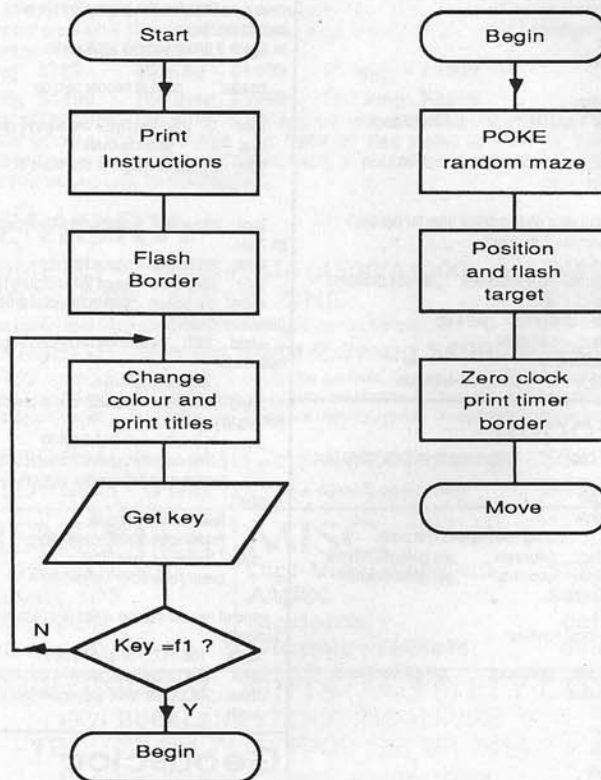 Start
Print
Instructions
Flash
Border
Change
colour and
print titles
Get key
N
Key =f1 ?
Y
Begin
Begin
POKE
random maze
Position
and flash
target
Zero clock
print timer
border
Move